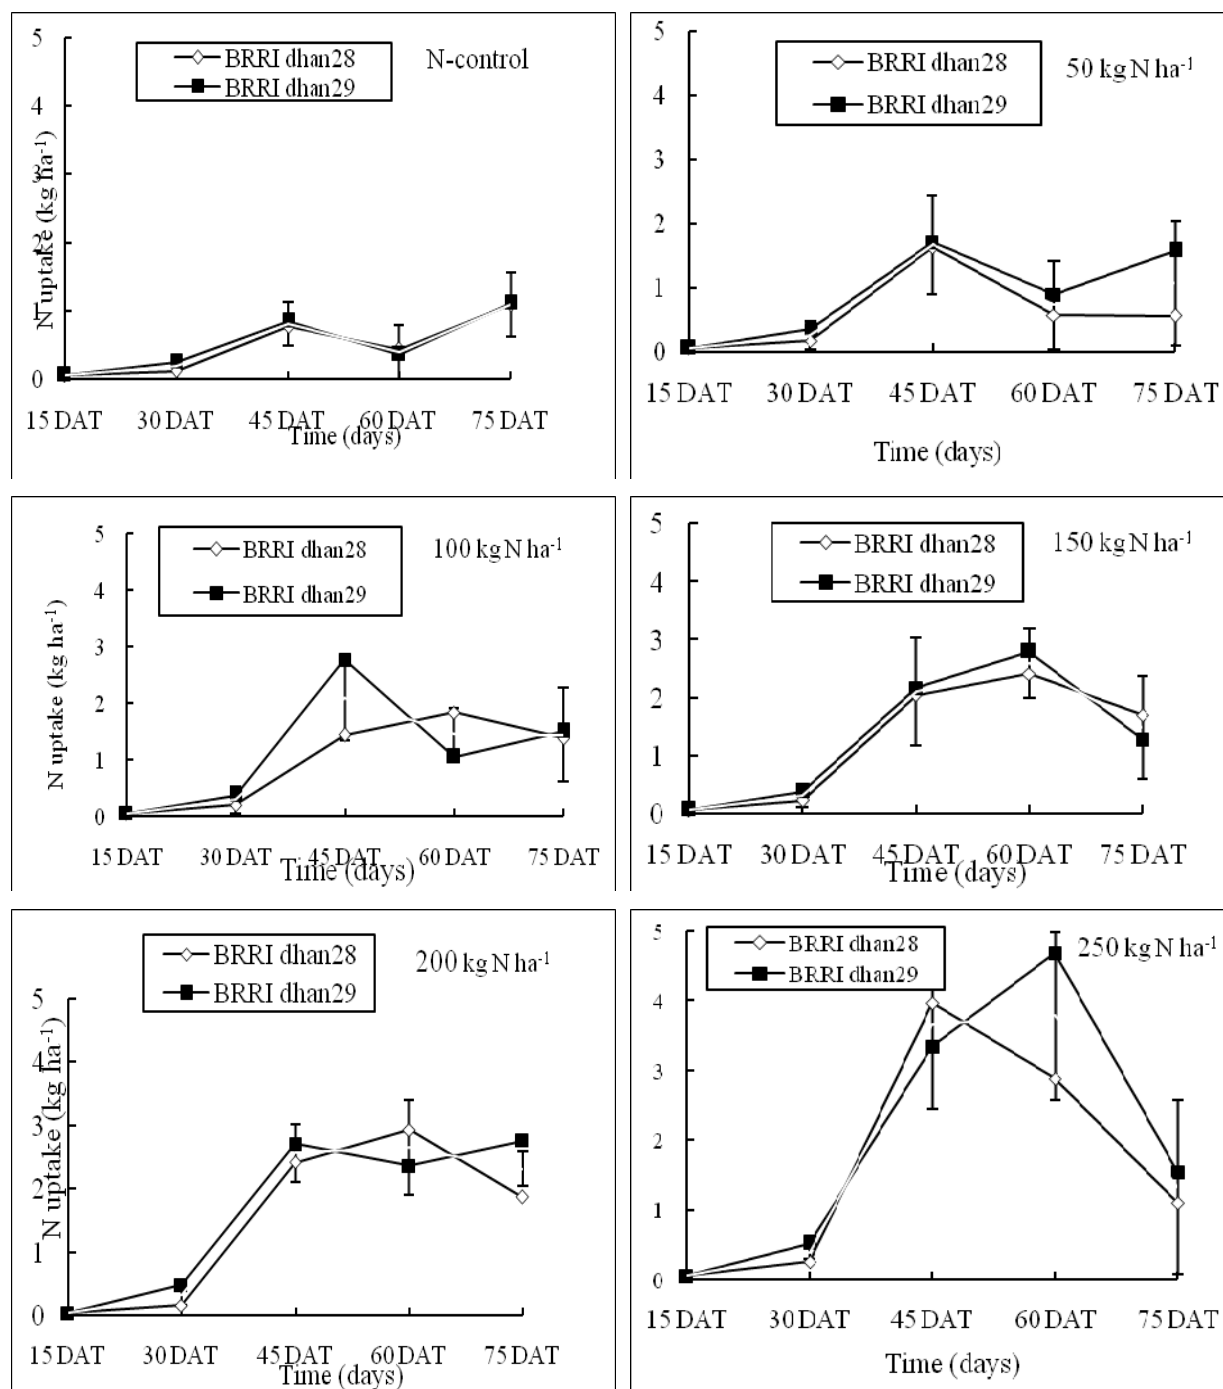 5
4
3
2
1
0
N uptake (kg ha-1)
BRRI dhan28
BRRI dhan29
N-control
15 DAT 30 DAT 45 DAT 60 DAT 75 DAT
Time (days)
5
4
3
2
1
0
BRRI dhan28
BRRI dhan29
50 kg N ha-1
15 DAT 30 DAT 45 DAT 60 DAT 75 DAT
Time (days)
5
4
3
2
1
0
N uptake (kg ha-1)
BRRI dhan28
BRRI dhan29
100 kg N ha-1
15 DAT 30 DAT 45 DAT 60 DAT 75 DAT
Time (days)
5
4
3
2
1
0
BRRI dhan28
BRRI dhan29
150 kg N ha-1
15 DAT 30 DAT 45 DAT 60 DAT 75 DAT
Time (days)
5
4
3
2
1
0
N uptake (kg ha-1)
BRRI dhan28
BRRI dhan29
200 kg N ha-1
15 DAT 30 DAT 45 DAT 60 DAT 75 DAT
Time (days)
5
4
3
2
1
0
BRRI dhan28
BRRI dhan29
250 kg N ha-1
15 DAT 30 DAT 45 DAT 60 DAT 75 DAT
Time (days)